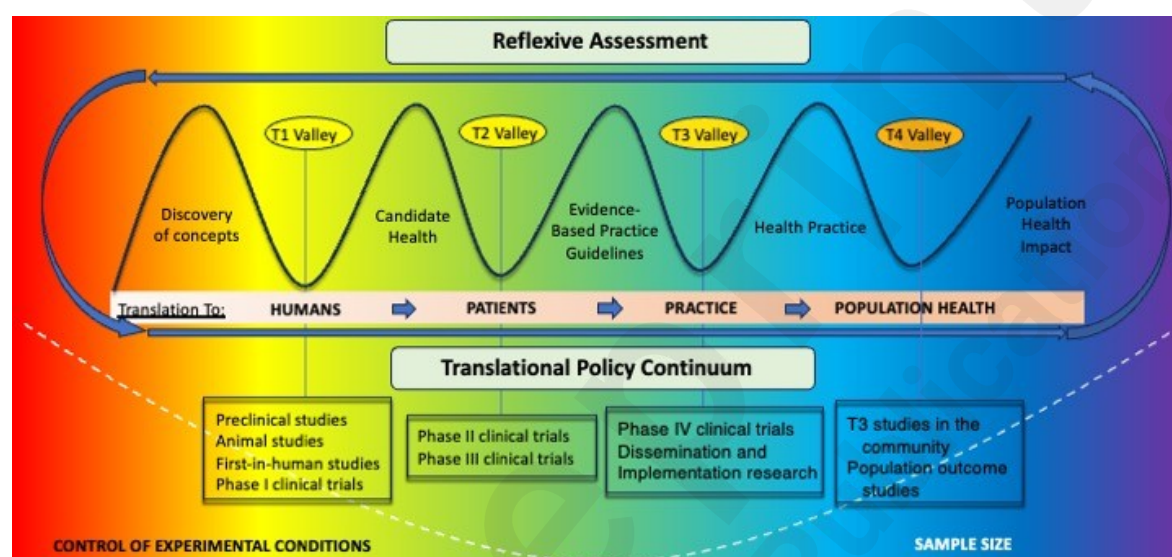 Reflexive Assessment
T1 Valley
T2 Valley
T3 Valley
T4 Valley
Discovery
of concepts
Candidate
Health
Evidence-
Based Practice
Guidelines
Health Practice
Population
Health
Impact
Translation To:
HUMANS
PATIENTS
PRACTICE
POPULATION HEALTH
Translational Policy Continuum
Preclinical studies
Animal studies
First-in-human studies
Phase I clinical trials
Phase II clinical trials
Phase III clinical trials
Phase IV clinical trials
Dissemination and
Implementation research
T3 studies in the
community
Population outcome
studies
CONTROL OF EXPERIMENTAL CONDITIONS
SAMPLE SIZE